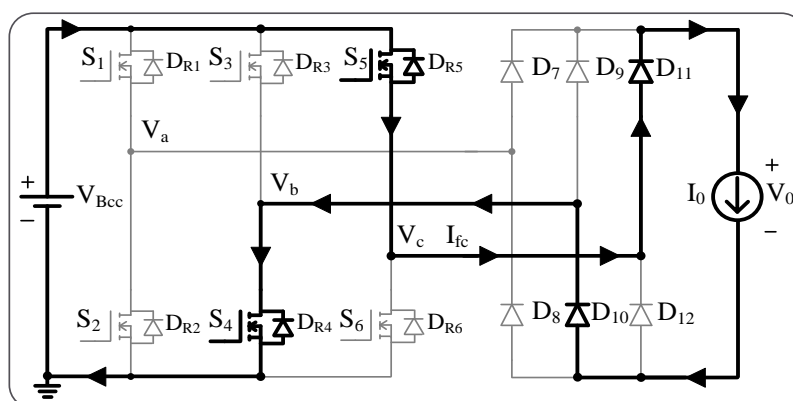 S1 DR1 S3 DR3 S5 DR5 D7 D9 D11
Va
+ VBcc −
Vb
I0 + V0 −
Vc Ifc
S2 DR2 S4 DR4 S6 DR6 D8 D10 D12